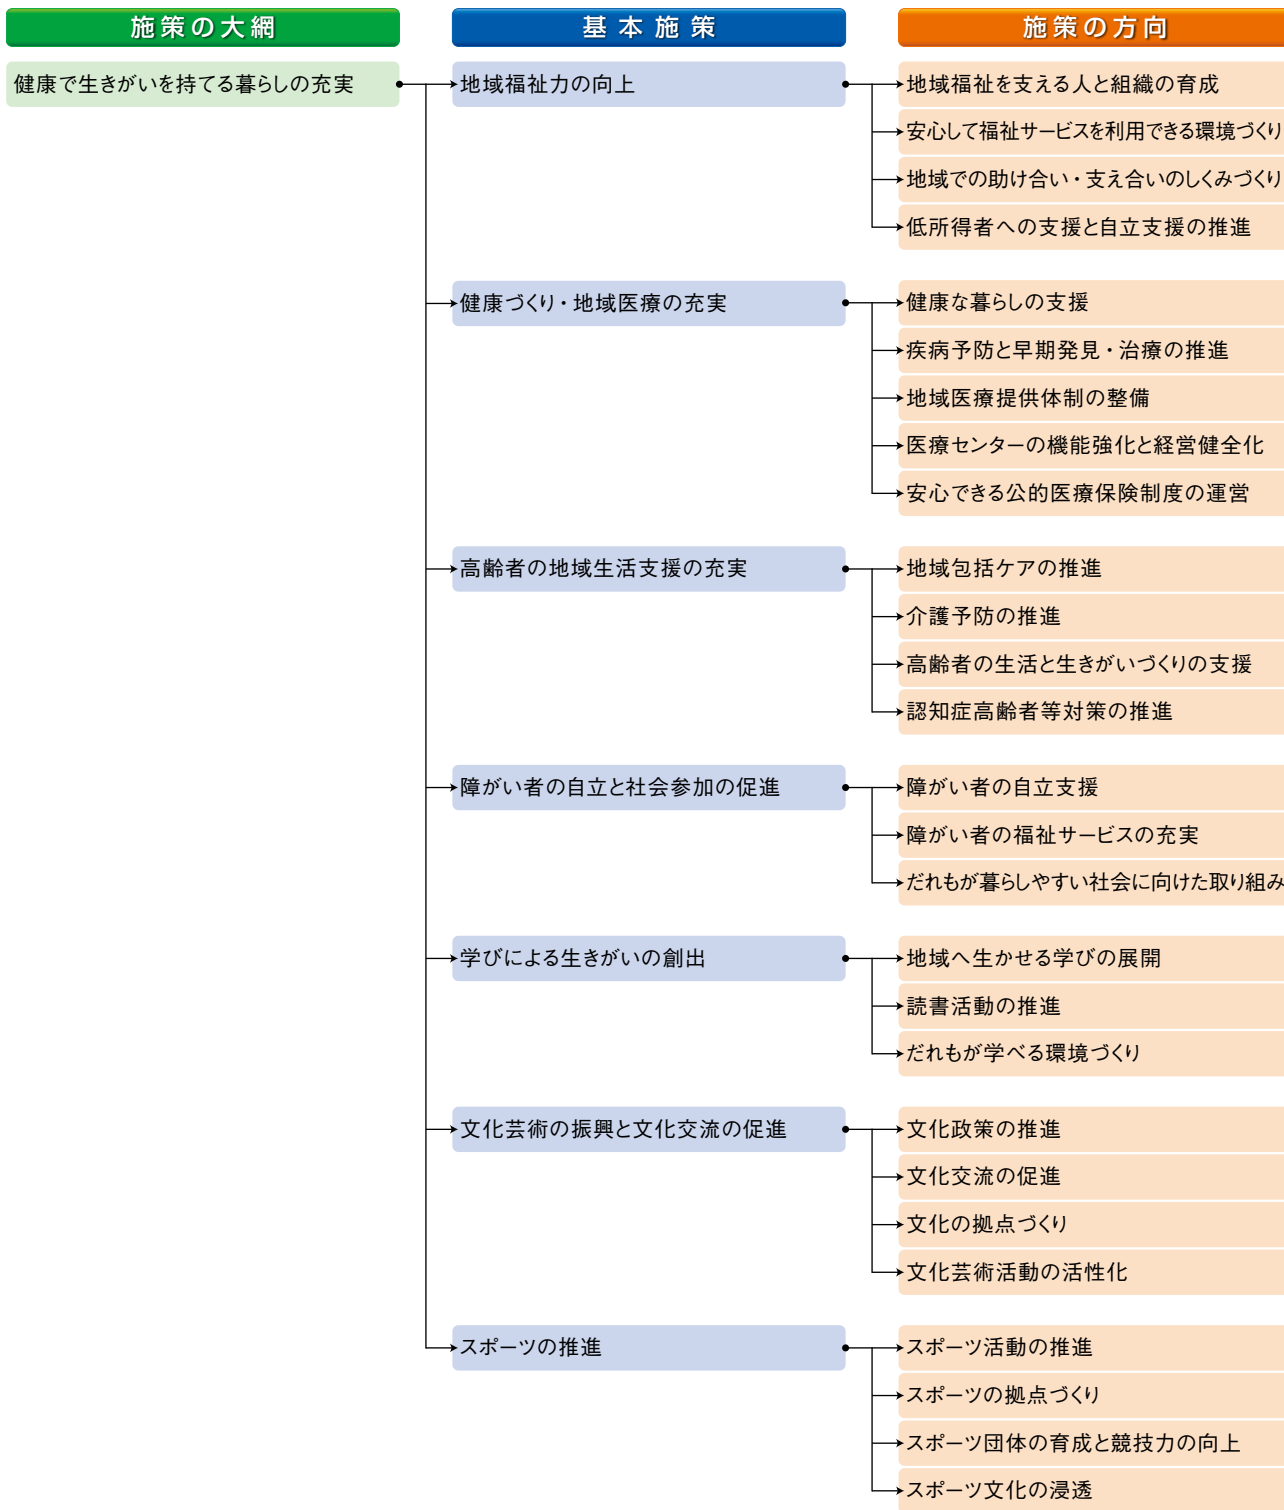 施策の大綱
基本施策
施策の方向
健康で生きがいを持てる暮らしの充実
地域福祉力の向上
地域福祉を支える人と組織の育成
安心して福祉サービスを利用できる環境づくり
地域での助け合い・支え合いのしくみづくり
低所得者への支援と自立支援の推進
健康づくり・地域医療の充実
健康な暮らしの支援
疾病予防と早期発見・治療の推進
地域医療提供体制の整備
医療センターの機能強化と経営健全化
安心できる公的医療保険制度の運営
高齢者の地域生活支援の充実
地域包括ケアの推進
介護予防の推進
高齢者の生活と生きがいづくりの支援
認知症高齢者等対策の推進
障がい者の自立と社会参加の促進
障がい者の自立支援
障がい者の福祉サービスの充実
だれもが暮らしやすい社会に向けた取り組み
学びによる生きがいの創出
地域へ生かせる学びの展開
読書活動の推進
だれもが学べる環境づくり
文化芸術の振興と文化交流の促進
文化政策の推進
文化交流の促進
文化の拠点づくり
文化芸術活動の活性化
スポーツの推進
スポーツ活動の推進
スポーツの拠点づくり
スポーツ団体の育成と競技力の向上
スポーツ文化の浸透